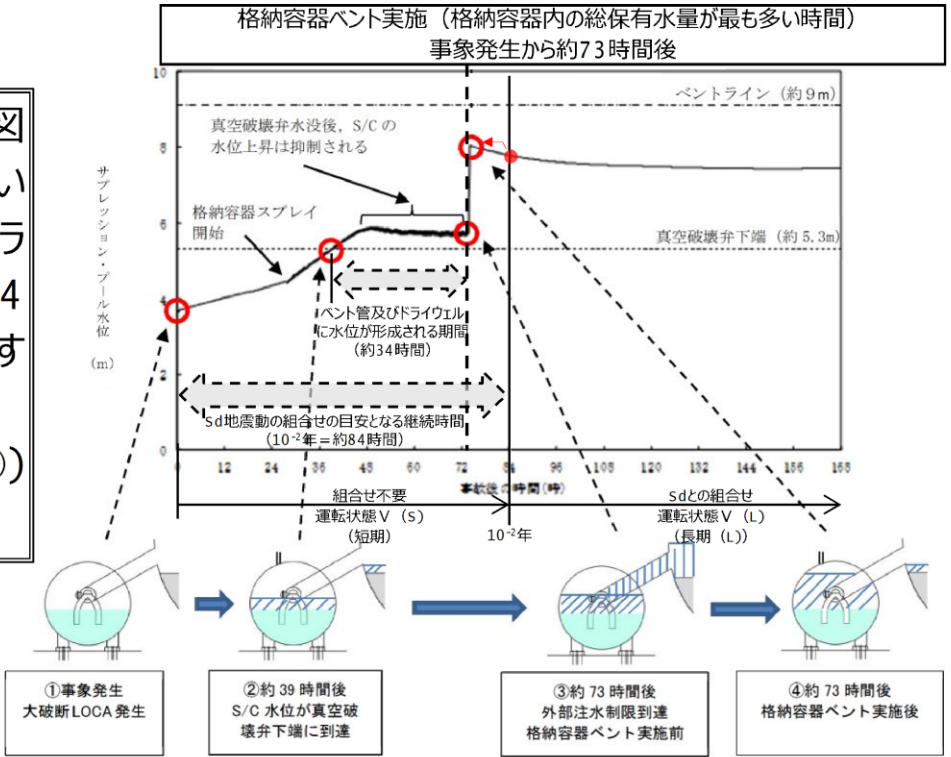 格納容器ベント実施（格納容器内の総保有水量が最も多い時間）
事象発生から約73時間後
図
い
ラ
4
す
)
サプレッション・プール水位
(m)
10
8
6
4
2
0
ベントライン（約9m）
真空破壊弁水没後，S/C の
水位上昇は抑制される
格納容器スプレイ
開始
真空破壊弁下端（約5.3m）
ベント管及びドライウェル
に水位が形成される期間
（約34時間）
Sd地震動の組合せの目安となる継続時間
（10⁻²年＝約84時間）
0 12 24 36 48 60 72 84 96 108 120 132 144 156 168
事故後の時間(時)
組合せ不要
運転状態Ⅴ（S）
（短期）
10⁻²年
Sdとの組合せ
運転状態Ⅴ（L）
（長期（L））
①事象発生
大破断LOCA発生
②約 39 時間後
S/C 水位が真空破
壊弁下端に到達
③約 73 時間後
外部注水制限到達
格納容器ベント実施前
④約 73 時間後
格納容器ベント実施後